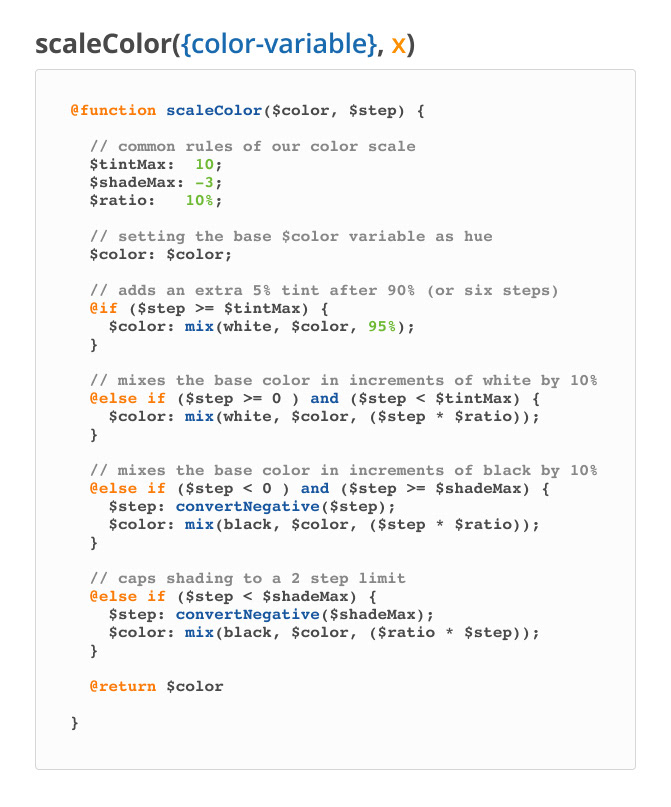 scaleColor({color-variable}, x)
@function scaleColor($color, $step) {
// common rules of our color scale
$tintMax:  10;
$shadeMax: -3;
$ratio:   10%;
// setting the base $color variable as hue
$color: $color;
// adds an extra 5% tint after 90% (or six steps)
@if ($step >= $tintMax) {
$color: mix(white, $color, 95%);
}
// mixes the base color in increments of white by 10%
@else if ($step >= 0 ) and ($step < $tintMax) {
$color: mix(white, $color, ($step * $ratio));
}
// mixes the base color in increments of black by 10%
@else if ($step < 0 ) and ($step >= $shadeMax) {
$step: convertNegative($step);
$color: mix(black, $color, ($step * $ratio));
}
// caps shading to a 2 step limit
@else if ($step < $shadeMax) {
$step: convertNegative($shadeMax);
$color: mix(black, $color, ($ratio * $step));
}
@return $color
}